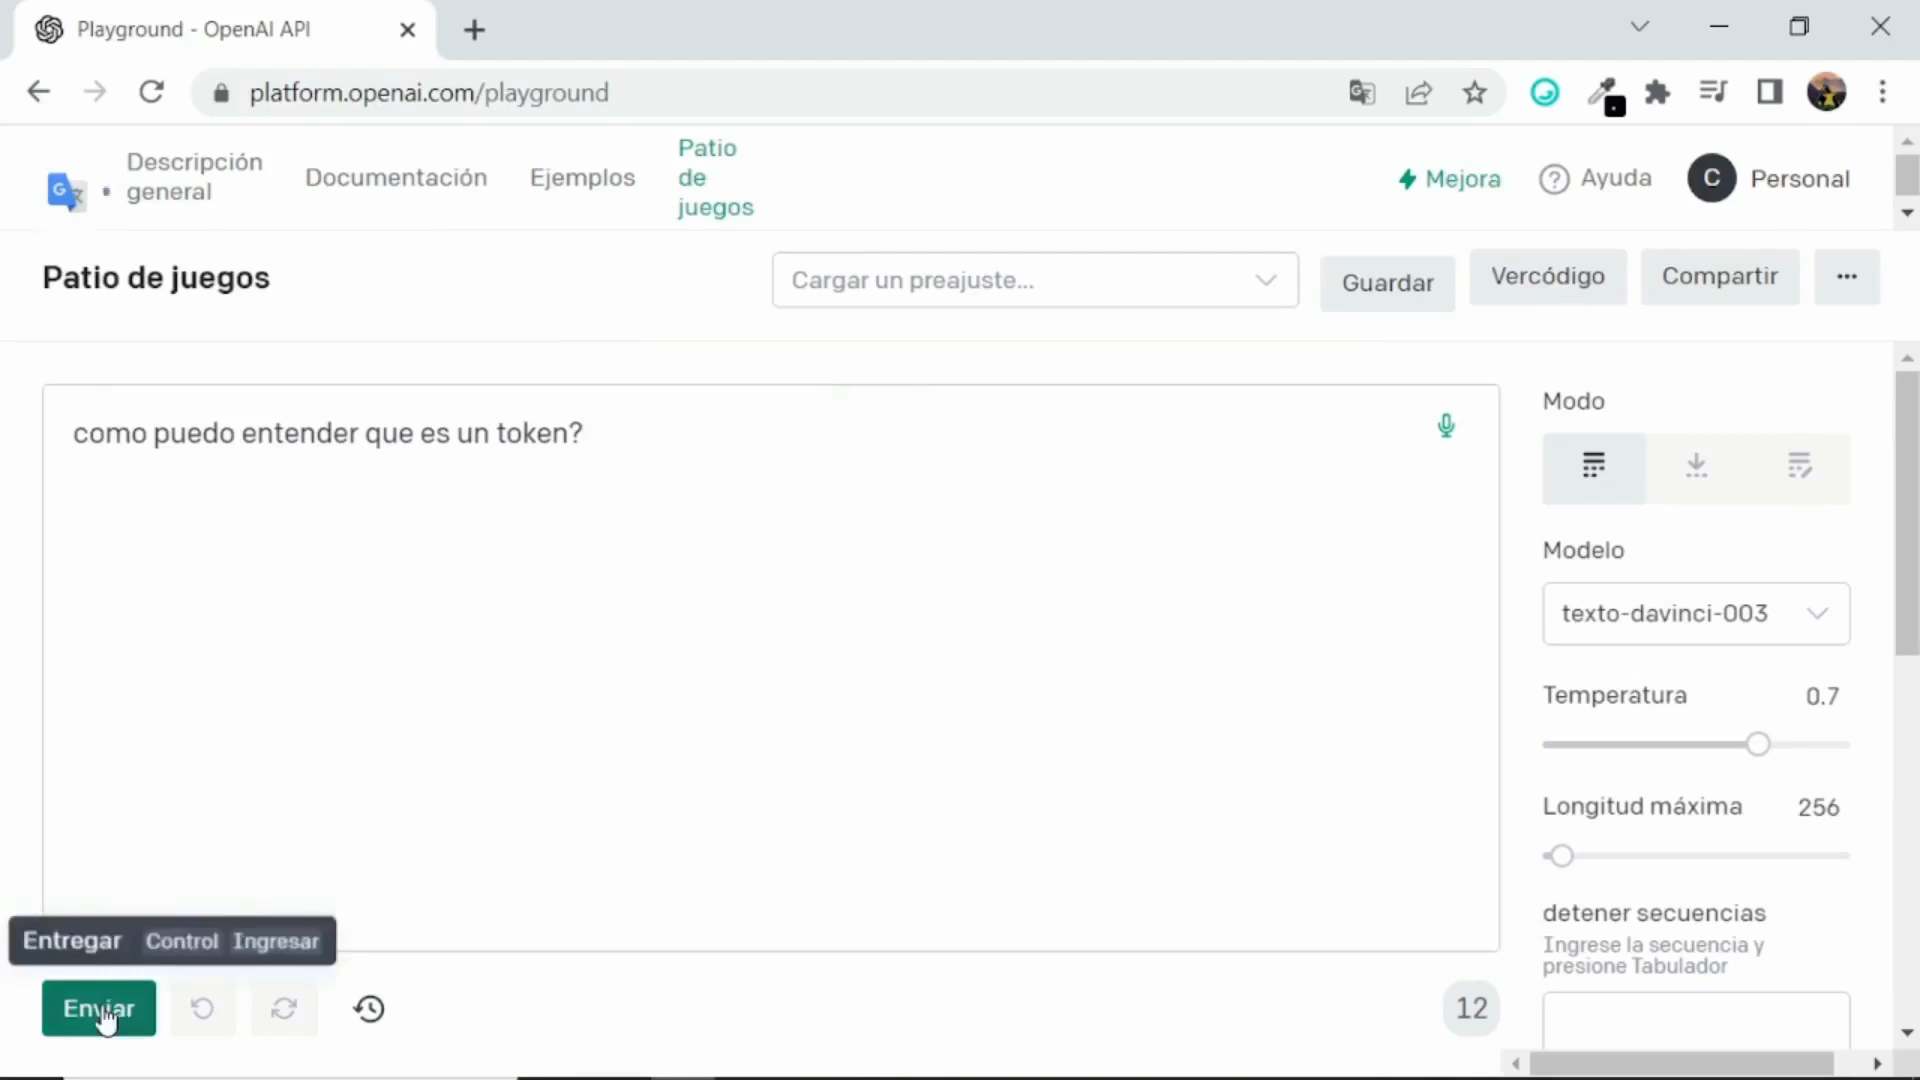 Playground - OpenAI API
platform.openai.com/playground
Descripción general
Documentación
Ejemplos
Patio de juegos
Mejora
Ayuda
C
Personal
Patio de juegos
Cargar un preajuste...
Guardar
Vercódigo
Compartir
como puedo entender que es un token?
Modo
Modelo
texto-davinci-003
Temperatura 0.7
Longitud máxima 256
detener secuencias
Ingrese la secuencia y
presione Tabulador
Entregar Control Ingresar
Enviar
12